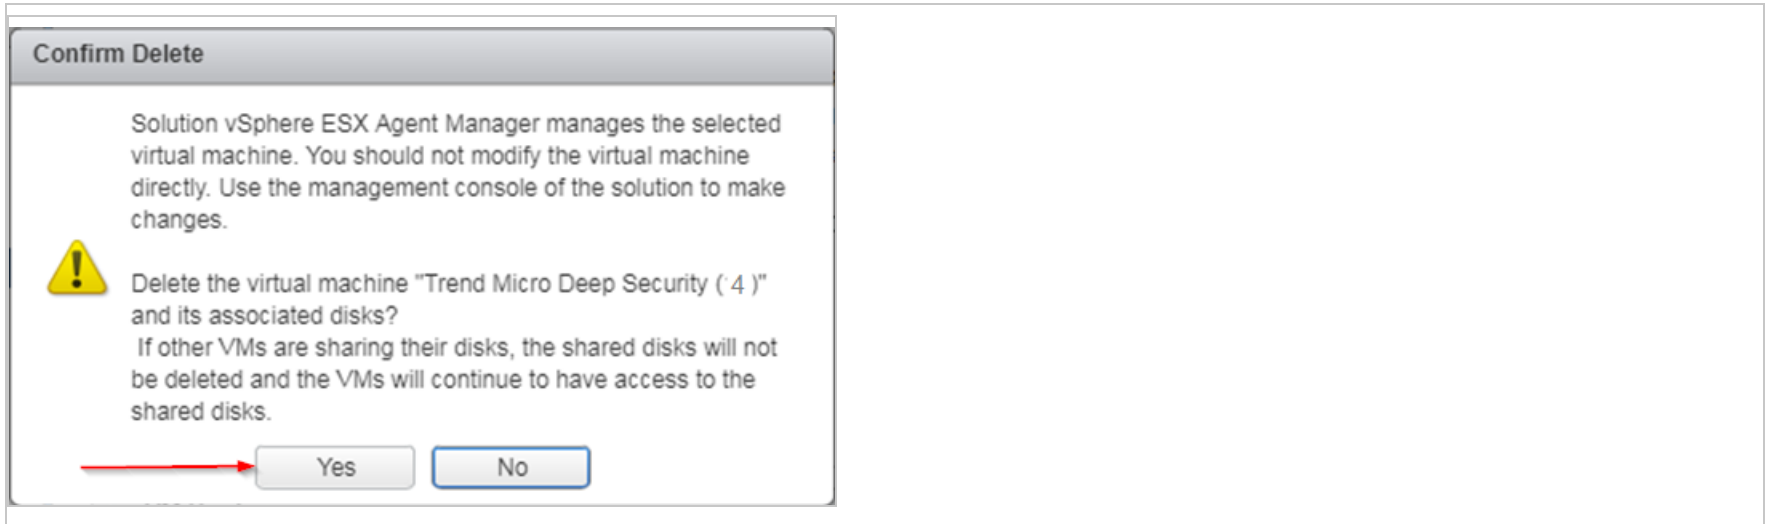 Confirm Delete
Solution vSphere ESX Agent Manager manages the selected
virtual machine. You should not modify the virtual machine
directly. Use the management console of the solution to make
changes.
Delete the virtual machine "Trend Micro Deep Security ( 4 )"
and its associated disks?
If other VMs are sharing their disks, the shared disks will not
be deleted and the VMs will continue to have access to the
shared disks.
Yes No